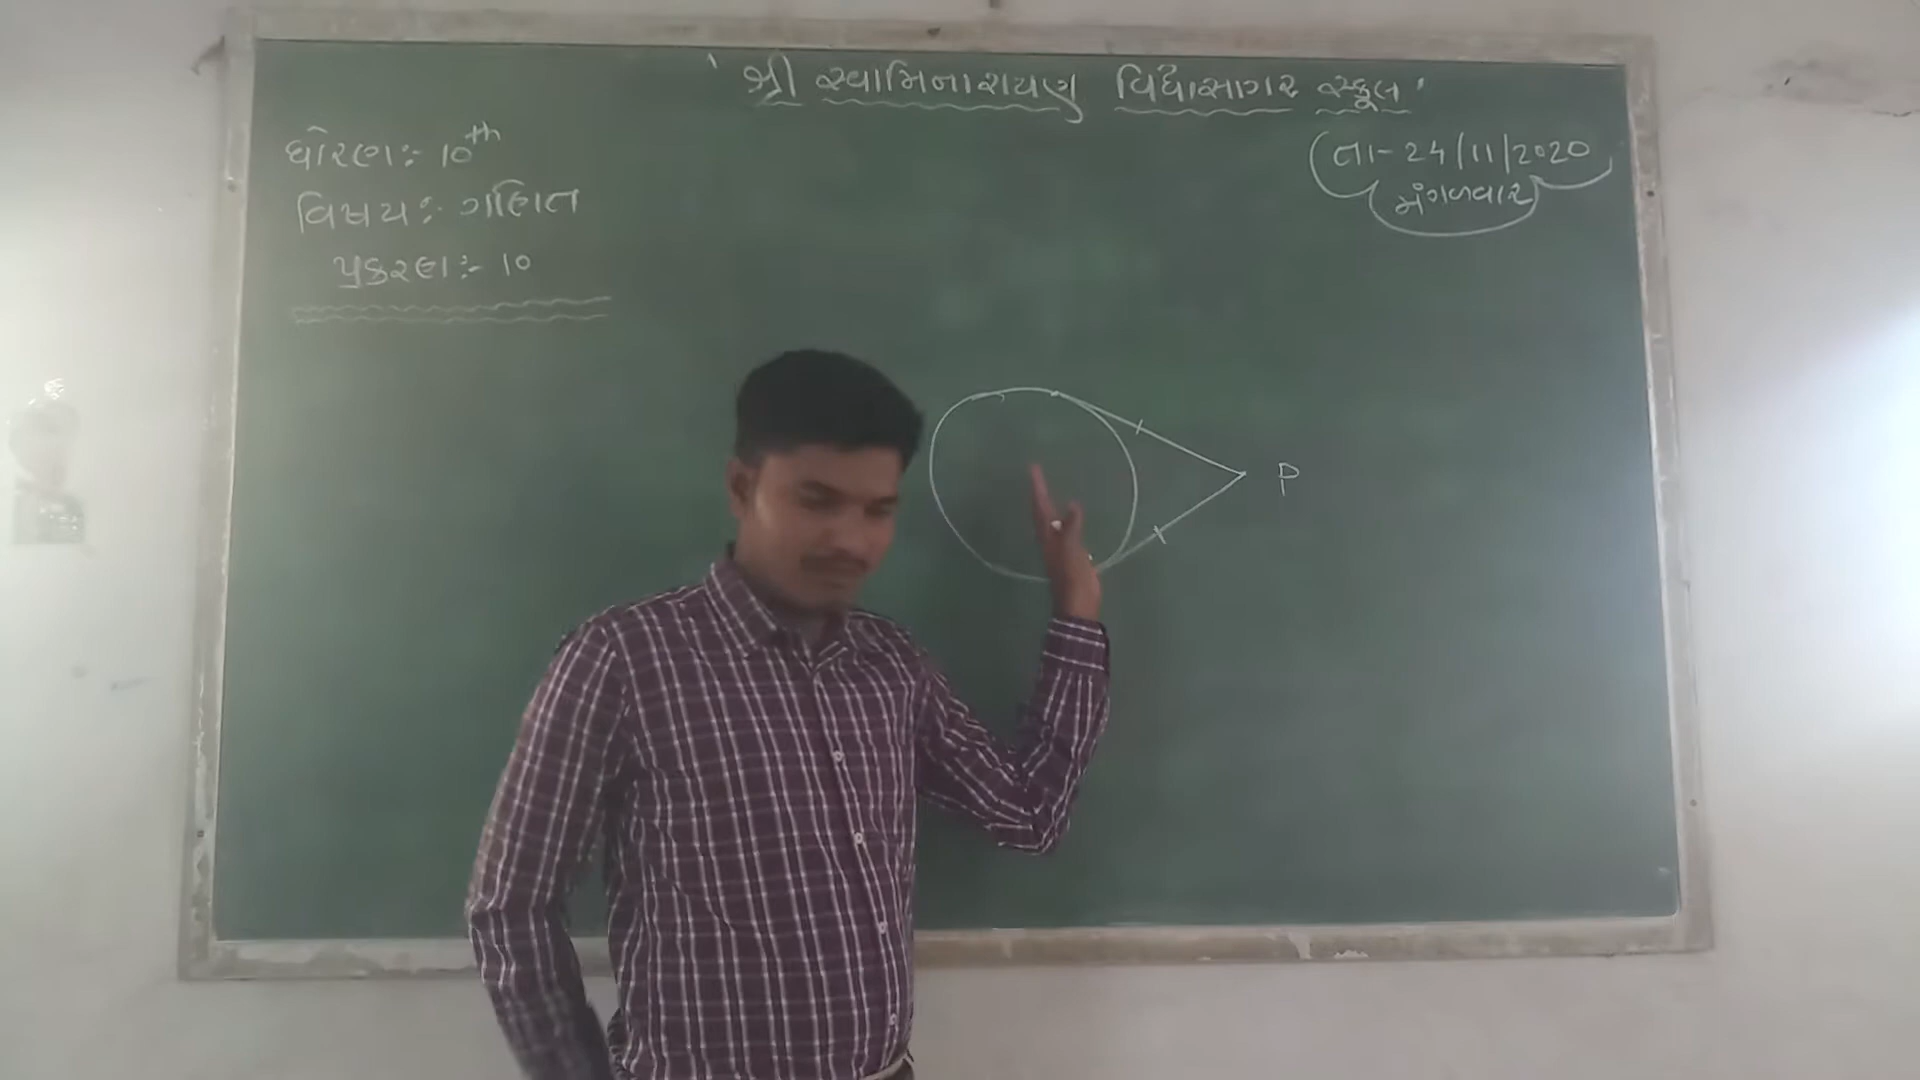 ' શ્રી સ્વામિનારાયણ વિદ્યાસાગર સ્કૂલ '
ધોરણ :- 10th
વિષય :- ગણિત
પ્રકરણ :- 10
તા - 24/11/2020
મંગળવાર
P